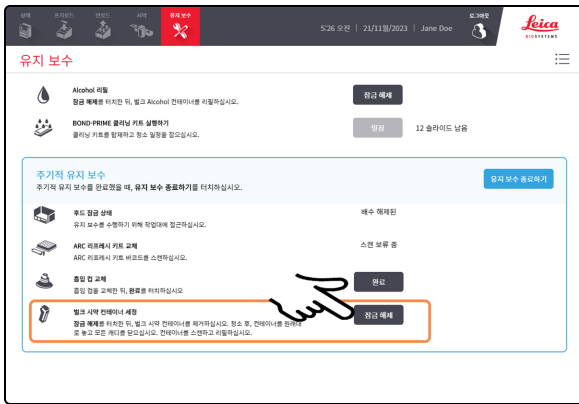 상태 프리로드 언로드 시약 유지 보수 로그아웃
5:26 오전 | 21/11월/2023 | Jane Doe
Leica
BIOSYSTEMS
유지 보수
Alcohol 리필
잠금 해제를 터치한 뒤, 벌크 Alcohol 컨테이너를 리필하십시오.
잠금 해제
BOND-PRIME 클리닝 키트 실행하기
클리닝 키트를 탑재하고 청소 일정을 잡으십시오.
일정 12 슬라이드 남음
주기적 유지 보수
주기적 유지 보수를 완료했을 때, 유지 보수 종료하기를 터치하십시오.
유지 보수 종료하기
후드 잠금 상태
유지 보수를 수행하기 위해 작업대에 접근하십시오.
배수 해제된
ARC 리프레시 키트 교체
ARC 리프레시 키트 바코드를 스캔하십시오.
스캔 보류 중
흡입 컵 교체
흡입 컵을 교체한 뒤, 완료를 터치하십시오
완료
벌크 시약 컨테이너 세정
잠금 해제를 터치한 뒤, 벌크 시약 컨테이너를 제거하십시오. 청소 후, 컨테이너를 원래대
로 놓고 모든 캐디를 닫으십시오. 컨테이너를 스캔하고 리필하십시오.
잠금 해제